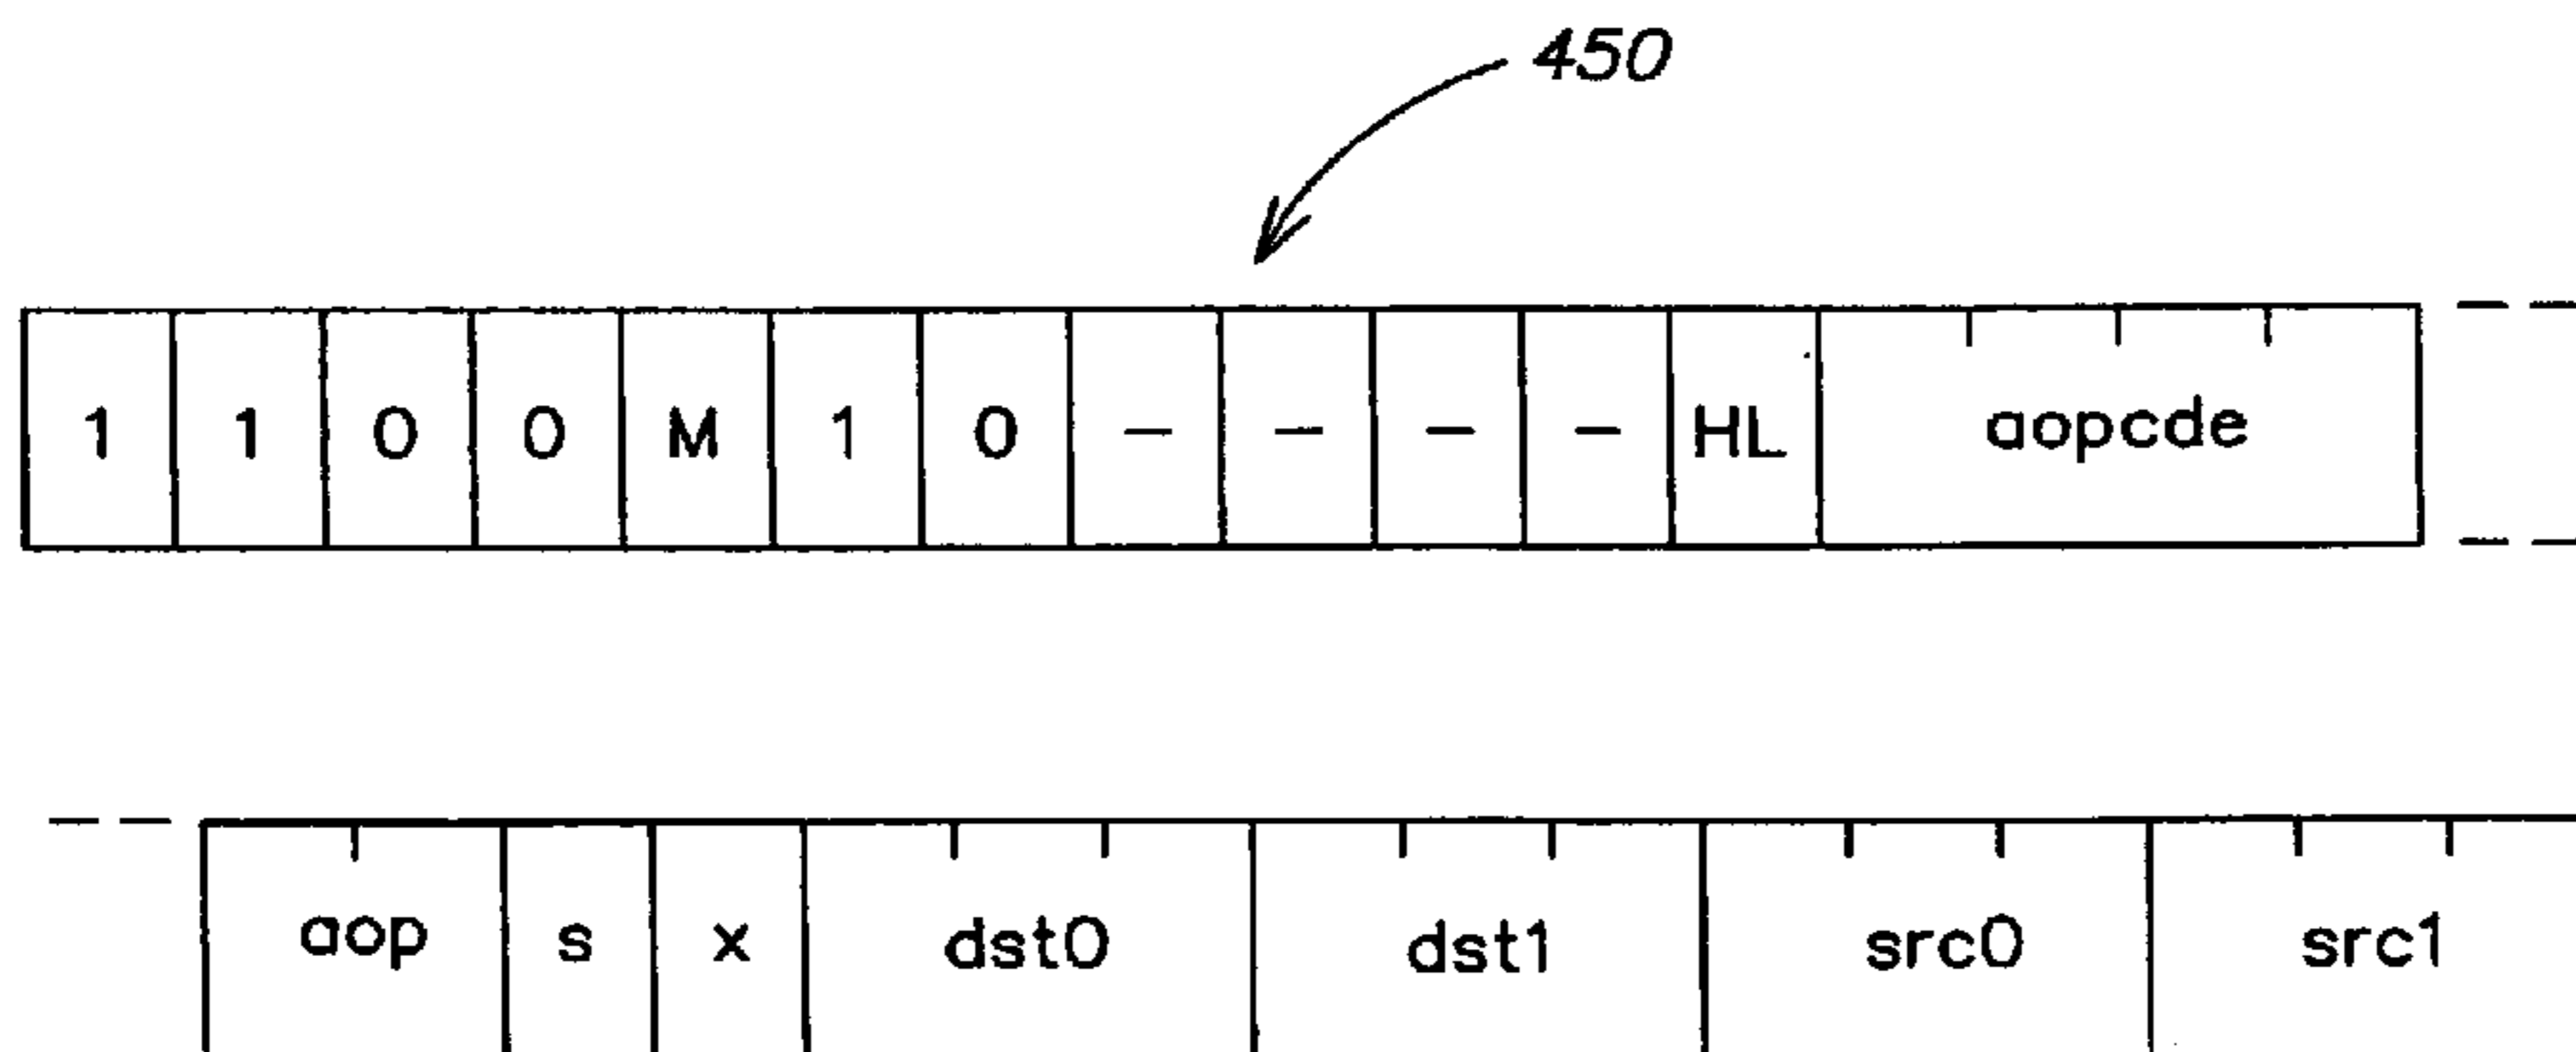 450
1 1 0 0 M 1 0 - - - - HL aopcde
aop s x dst0 dst1 src0 src1